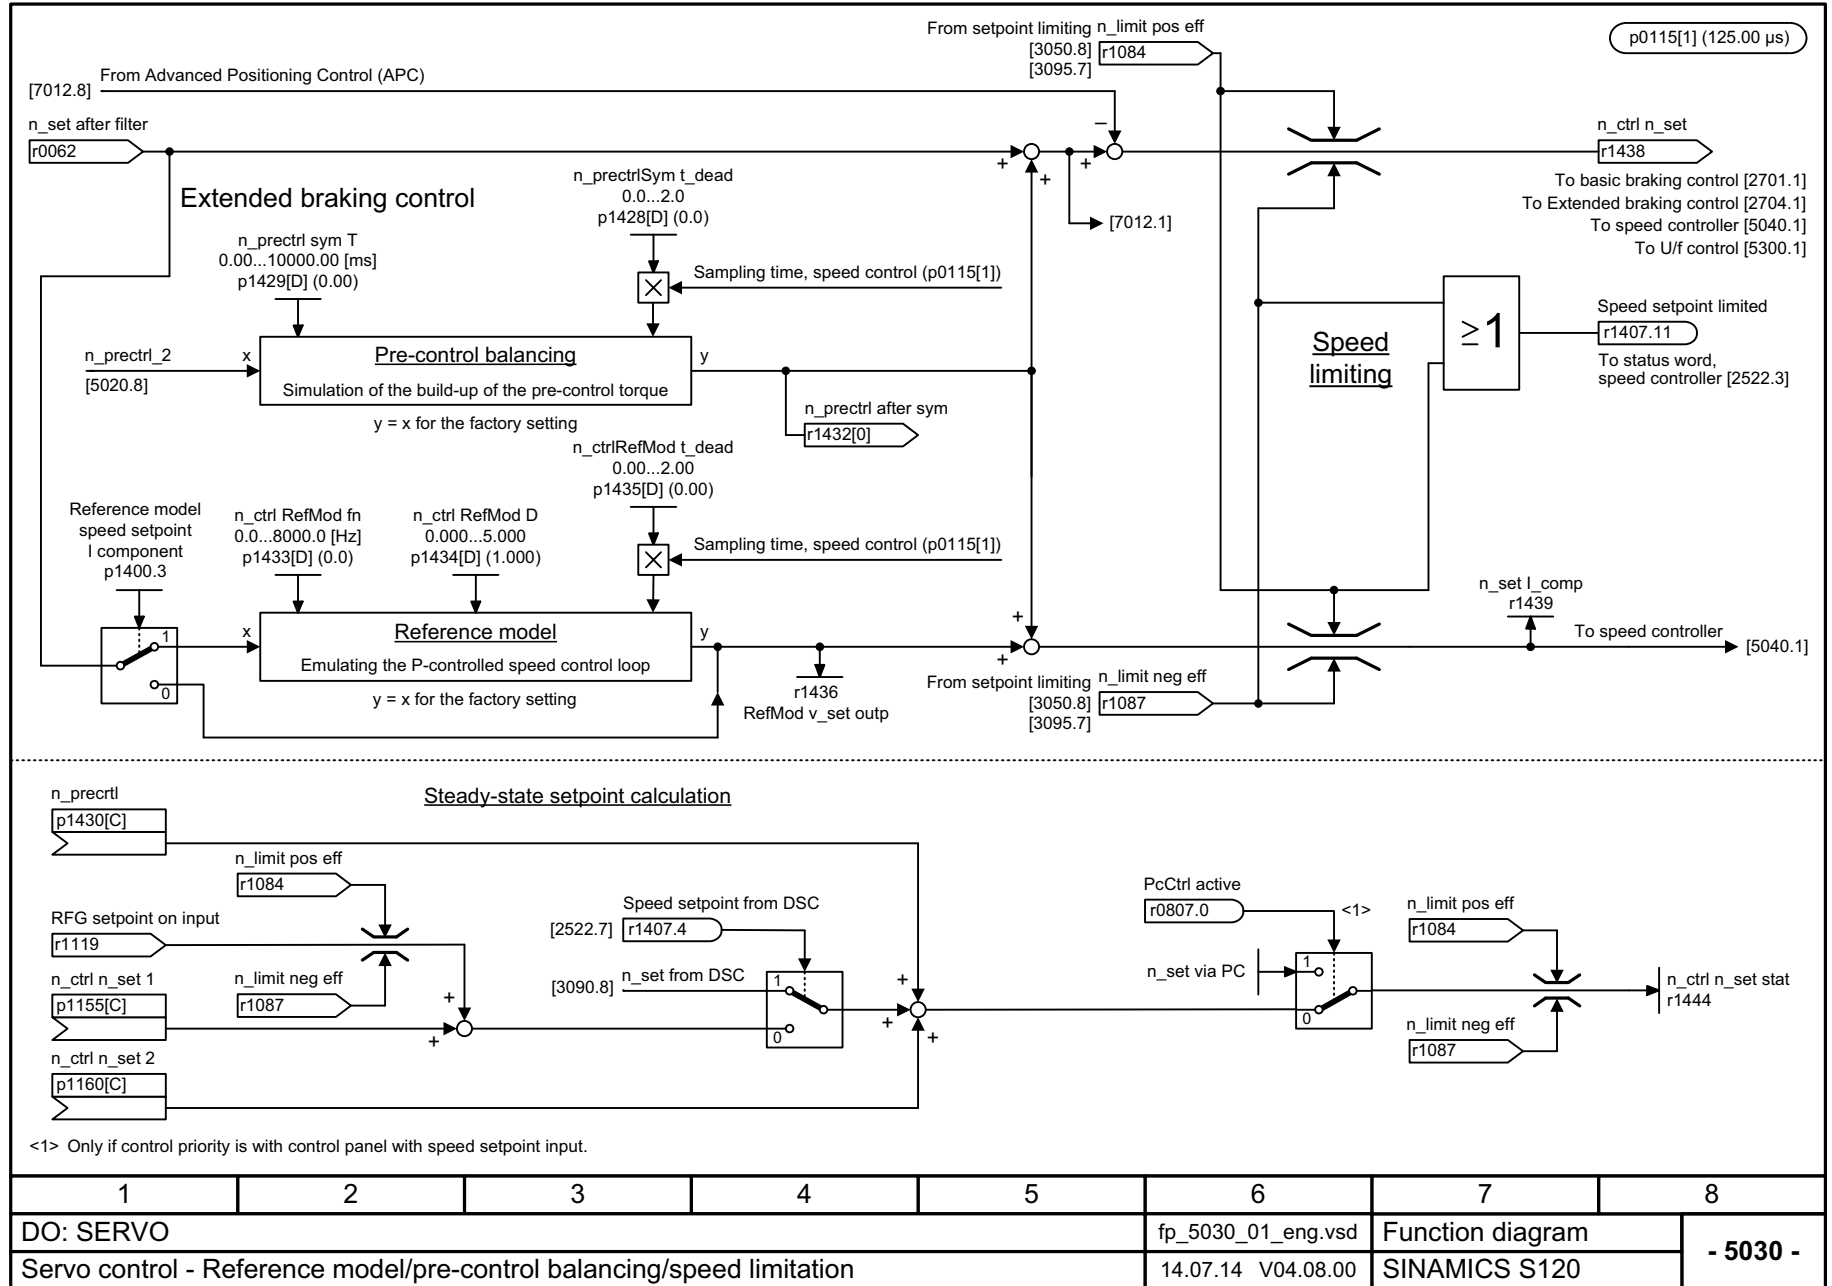 From setpoint limiting
[3050.8]
[3095.7]
n_limit pos eff
r1084
p0115[1] (125.00 µs)
From Advanced Positioning Control (APC)
[7012.8]
–
n_set after filter
r0062
+
+
+
n_ctrl n_set
r1438
To basic braking control [2701.1]
To Extended braking control [2704.1]
To speed controller [5040.1]
To U/f control [5300.1]
[7012.1]
Extended braking control
n_prectrlSym t_dead
0.0...2.0
p1428[D] (0.0)
n_prectrl sym T
0.00...10000.00 [ms]
p1429[D] (0.00)
Sampling time, speed control (p0115[1])
n_prectrl_2
[5020.8]
x
Pre-control balancing
Simulation of the build-up of the pre-control torque
y
y = x for the factory setting
n_prectrl after sym
r1432[0]
Speed
limiting
≥1
Speed setpoint limited
r1407.11
To status word,
speed controller [2522.3]
n_ctrlRefMod t_dead
0.00...2.00
p1435[D] (0.00)
Reference model
speed setpoint
I component
p1400.3
n_ctrl RefMod fn
0.0...8000.0 [Hz]
p1433[D] (0.0)
n_ctrl RefMod D
0.000...5.000
p1434[D] (1.000)
Sampling time, speed control (p0115[1])
1
0
x
Reference model
Emulating the P-controlled speed control loop
y
y = x for the factory setting
r1436
RefMod v_set outp
+
+
n_set I_comp
r1439
To speed controller
[5040.1]
From setpoint limiting
[3050.8]
[3095.7]
n_limit neg eff
r1087
Steady-state setpoint calculation
n_precrtl
p1430[C]
n_limit pos eff
r1084
RFG setpoint on input
r1119
n_limit neg eff
r1087
n_ctrl n_set 1
p1155[C]
+
+
n_ctrl n_set 2
p1160[C]
Speed setpoint from DSC
[2522.7]
r1407.4
[3090.8]
n_set from DSC
1
0
+
+
+
PcCtrl active
r0807.0
<1>
n_set via PC
1
0
n_limit pos eff
r1084
n_limit neg eff
r1087
n_ctrl n_set stat
r1444
<1> Only if control priority is with control panel with speed setpoint input.
1 2 3 4 5 6 7 8
DO: SERVO
fp_5030_01_eng.vsd
Function diagram
- 5030 -
Servo control - Reference model/pre-control balancing/speed limitation
14.07.14 V04.08.00
SINAMICS S120